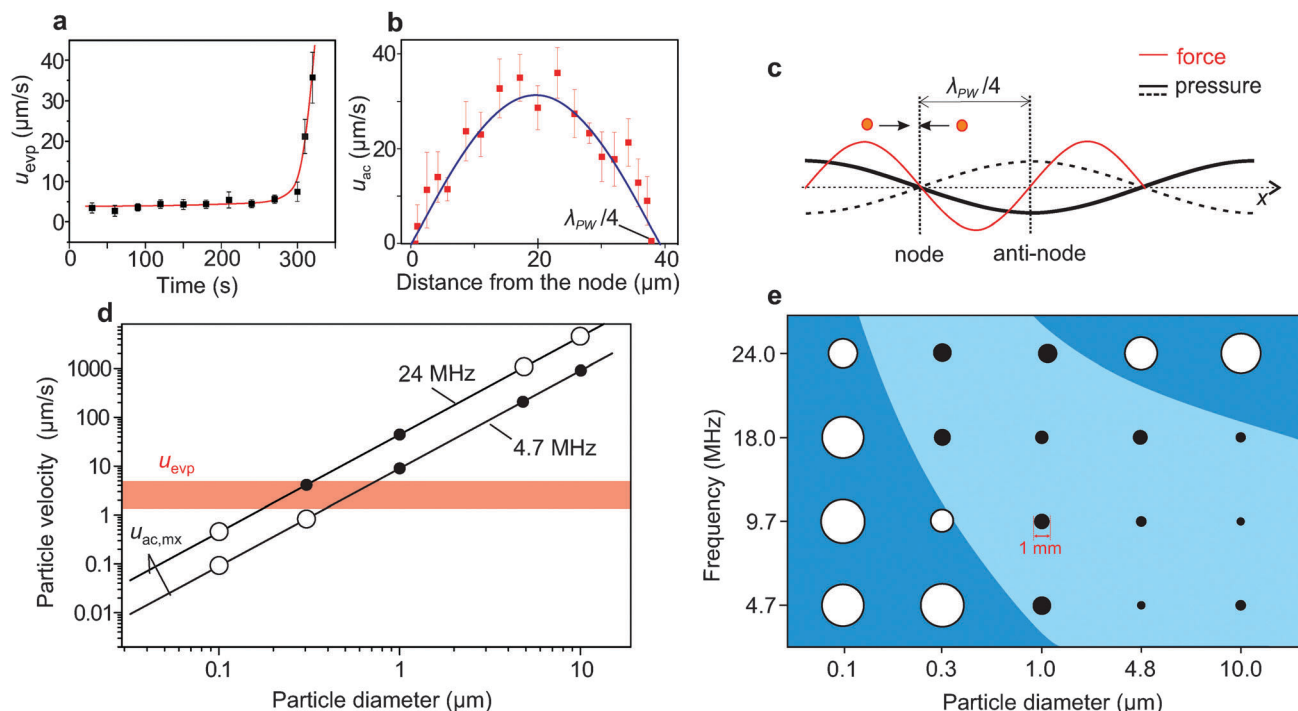 a
40
30
20
10
0
u_evp (μm/s)
0 100 200 300
Time (s)
b
40
20
0
u_ac (μm/s)
λ_PW/4
0 20 40
Distance from the node (μm)
c
force
pressure
λ_PW/4
x
node
anti-node
d
1000
100
10
1
0.1
0.01
Particle velocity (μm/s)
24 MHz
4.7 MHz
u_evp
u_ac,mx
0.1 1 10
Particle diameter (μm)
e
24.0
18.0
9.7
4.7
Frequency (MHz)
1 mm
0.1 0.3 1.0 4.8 10.0
Particle diameter (μm)